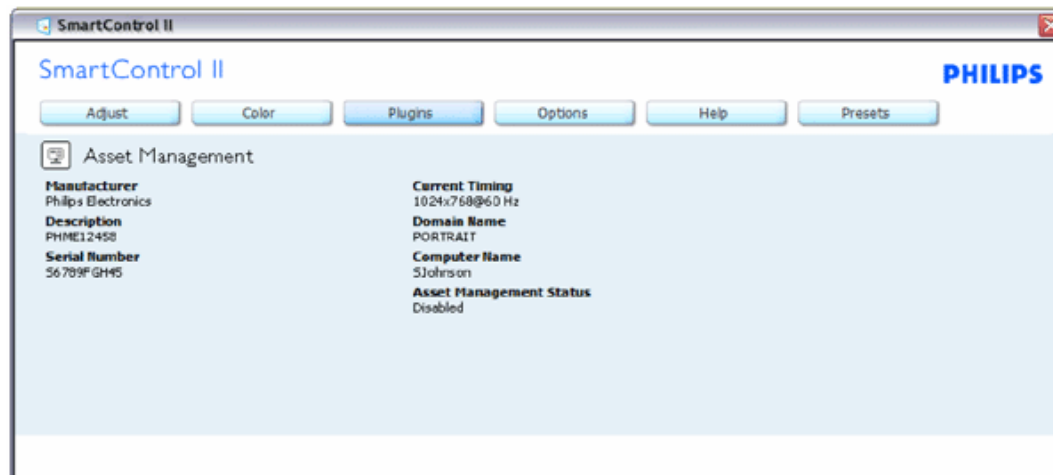 SmartControl II
SmartControl II
PHILIPS
Adjust Color Plugins Options Help Presets
Asset Management
Manufacturer
Philips Electronics
Description
PHME12458
Serial Number
56789FGH45
Current Timing
1024x768@60 Hz
Domain Name
PORTRAIT
Computer Name
SJohnson
Asset Management Status
Disabled